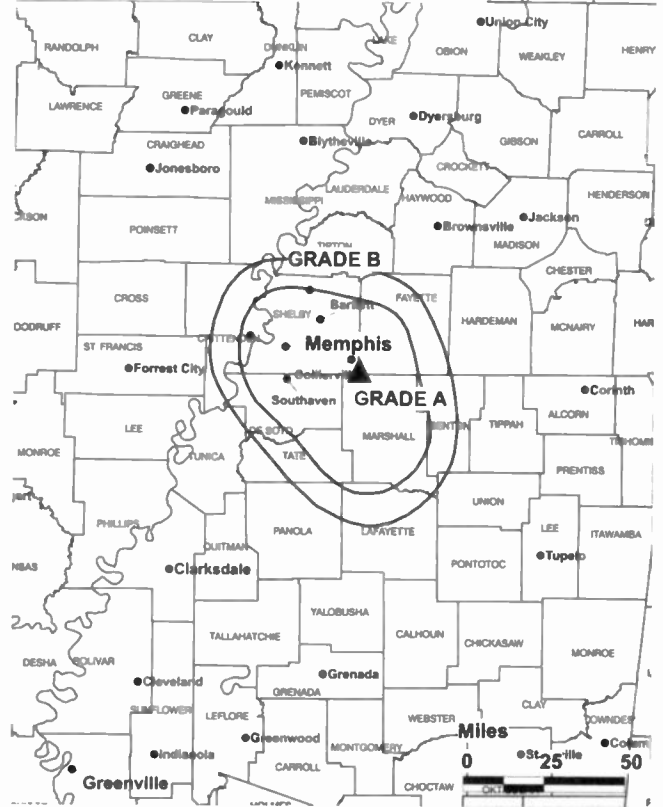 Union City
CLAY
LAKE
RANDOLPH
DUNKLIN
OBION
HENRY
WEAKLEY
Kennett
GREENE
PEMISCOT
LAWRENCE
Paragould
DYER
Dyersburg
CARROLL
CRAIGHEAD
Blytheville
GIBSON
Jonesboro
CROCKETT
LAUDERDALE
HENDERSON
MISSISSIPPI
HAYWOOD
Jackson
POINSETT
Brownsville
MADISON
TIPTON
GRADE B
CHESTER
CROSS
FAYETTE
Bartlett
SHELBY
HARDEMAN
MCNAIRY
HAR
CRITTENDEN
Memphis
ST FRANCIS
Forrest City
Collierville
Corinth
Southaven
GRADE A
ALCORN
LEE
DE SOTO
MARSHALL
BENTON
TIPPAH
MONROE
TUNICA
TATE
PRENTISS
UNION
PHILLIPS
PANOLA
LAFAYETTE
LEE
ITAWAMBA
QUITMAN
Tupelo
NSAS
Clarksdale
PONTOTOC
YALOBUSHA
TALLAHATCHIE
CALHOUN
CHICKASAW
MONROE
DESHA
BOLIVAR
Grenada
Cleveland
GRENADA
CLAY
SUNFLOWER
LEFLORE
WEBSTER
Miles
Greenwood
MONTGOMERY
0 25 50
Indianola
CARROLL
Greenville
CHOCTAW